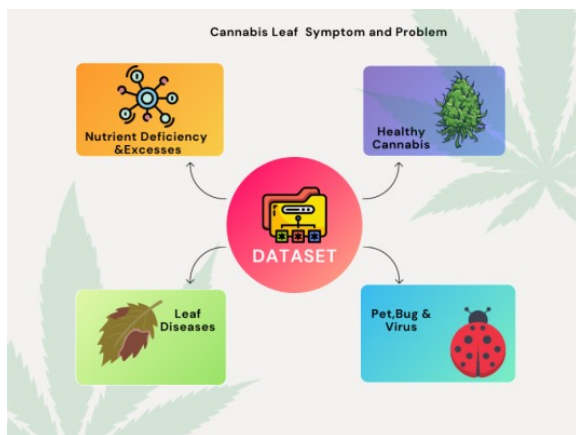 Cannabis Leaf Symptom and Problem
Nutrient Deficiency
&Excesses
Healthy
Cannabis
DATASET
Leaf
Diseases
Pet,Bug &
Virus